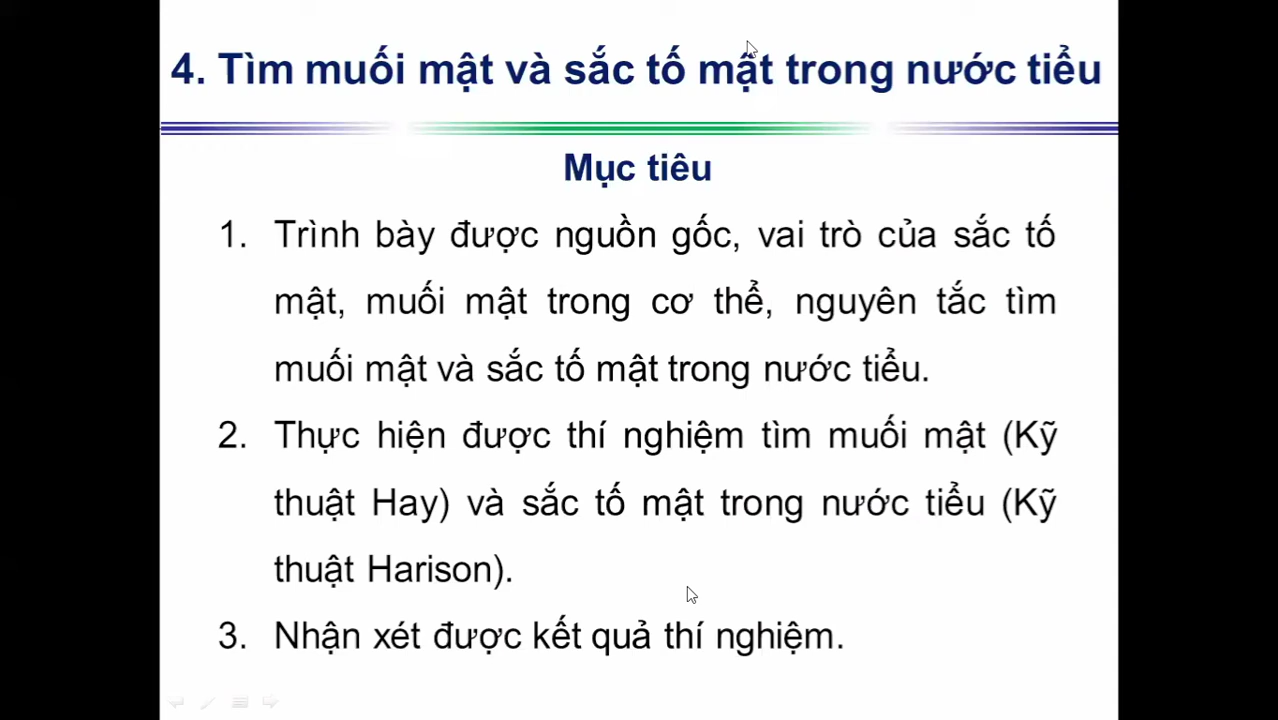 4. Tìm muối mật và sắc tố mật trong nước tiểu
Mục tiêu
1. Trình bày được nguồn gốc, vai trò của sắc tố
mật, muối mật trong cơ thể, nguyên tắc tìm
muối mật và sắc tố mật trong nước tiểu.
2. Thực hiện được thí nghiệm tìm muối mật (Kỹ
thuật Hay) và sắc tố mật trong nước tiểu (Kỹ
thuật Harison).
3. Nhận xét được kết quả thí nghiệm.